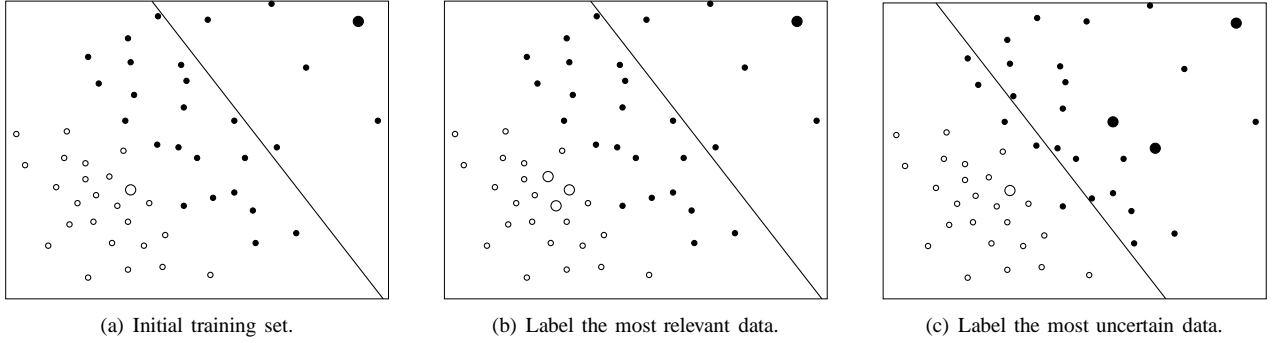 (a) Initial training set.
(b) Label the most relevant data.
(c) Label the most uncertain data.